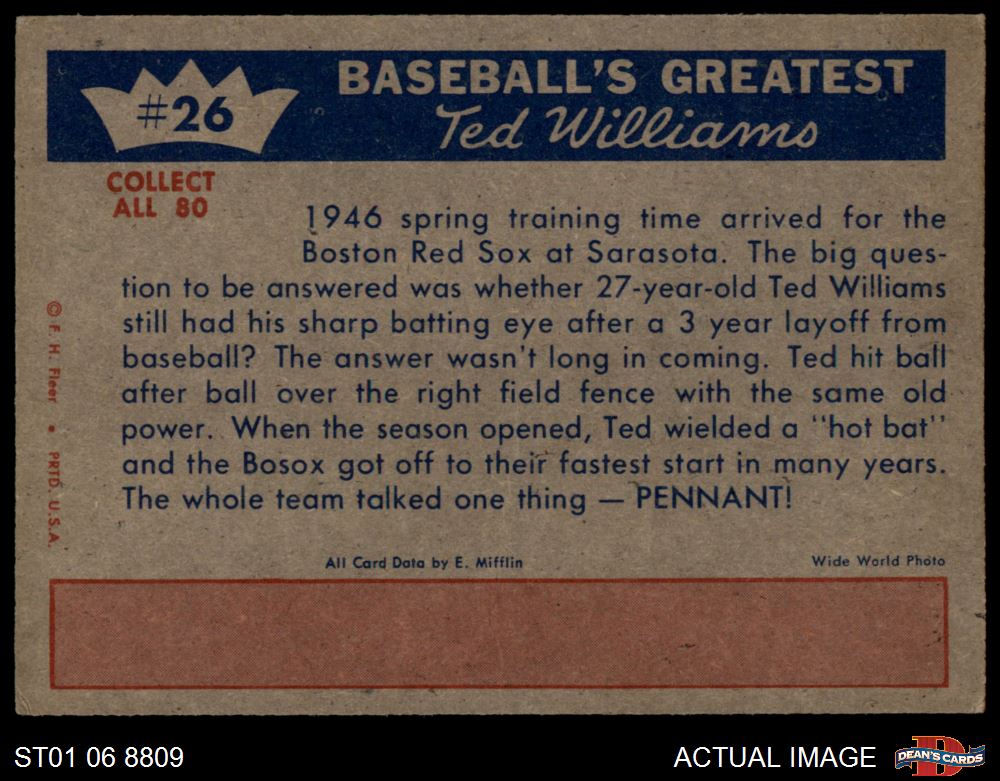 #26
BASEBALL'S GREATEST
Ted Williams
COLLECT
ALL 80
1946 spring training time arrived for the
Boston Red Sox at Sarasota. The big ques-
tion to be answered was whether 27-year-old Ted Williams
still had his sharp batting eye after a 3 year layoff from
baseball? The answer wasn't long in coming. Ted hit ball
after ball over the right field fence with the same old
power. When the season opened, Ted wielded a "hot bat"
and the Bosox got off to their fastest start in many years.
The whole team talked one thing — PENNANT!
© F. H. Fleer • PRTD. U.S.A.
All Card Data by E. Mifflin
Wide World Photo
ST01 06 8809
ACTUAL IMAGE
D
DEAN'S CARDS